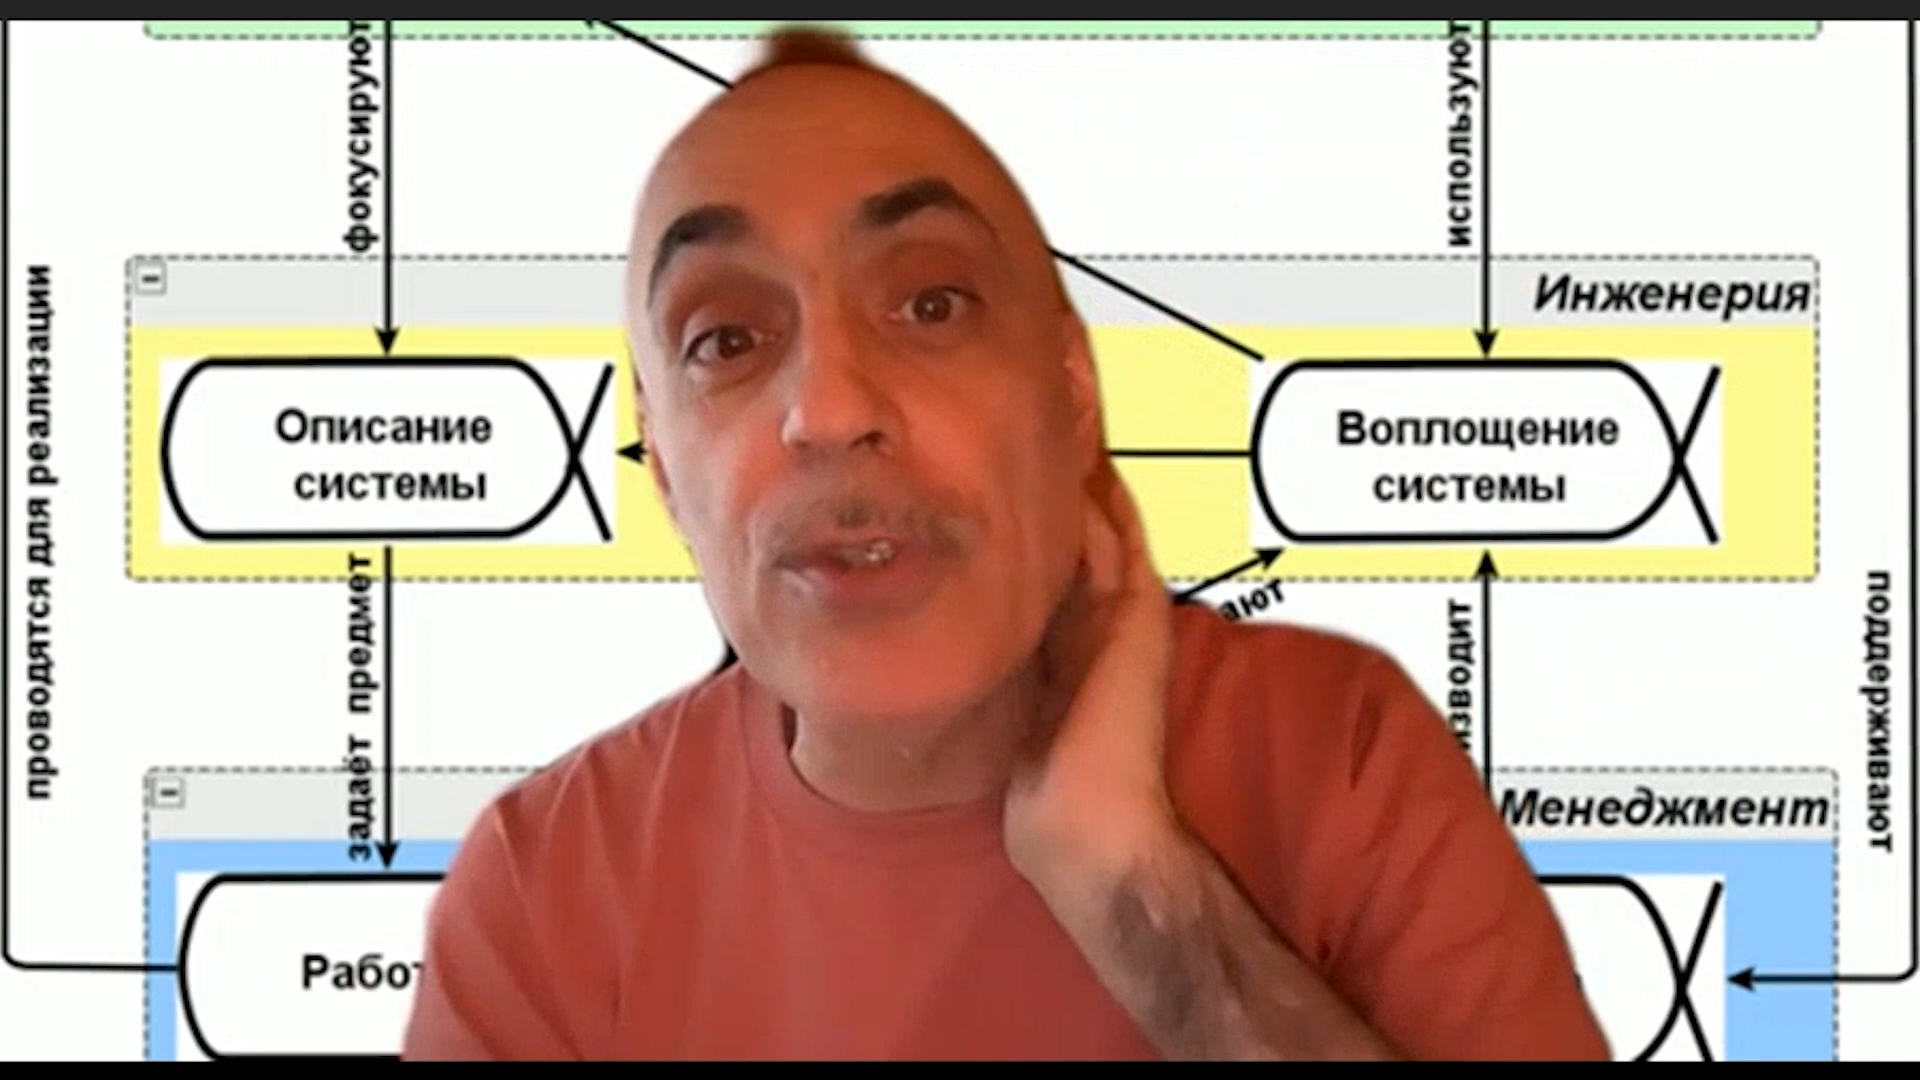 фокусируют
используют
проводятся для реализации
Инженерия
Описание
системы
Воплощение
системы
задаёт предмет
поддерживают
Менеджмент